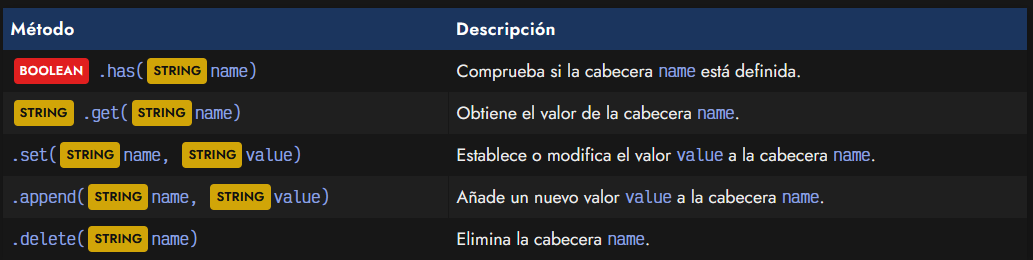 Método Descripción
BOOLEAN .has(STRING name) Comprueba si la cabecera name está definida.
STRING .get(STRING name) Obtiene el valor de la cabecera name.
.set(STRING name, STRING value) Establece o modifica el valor value a la cabecera name.
.append(STRING name, STRING value) Añade un nuevo valor value a la cabecera name.
.delete(STRING name) Elimina la cabecera name.